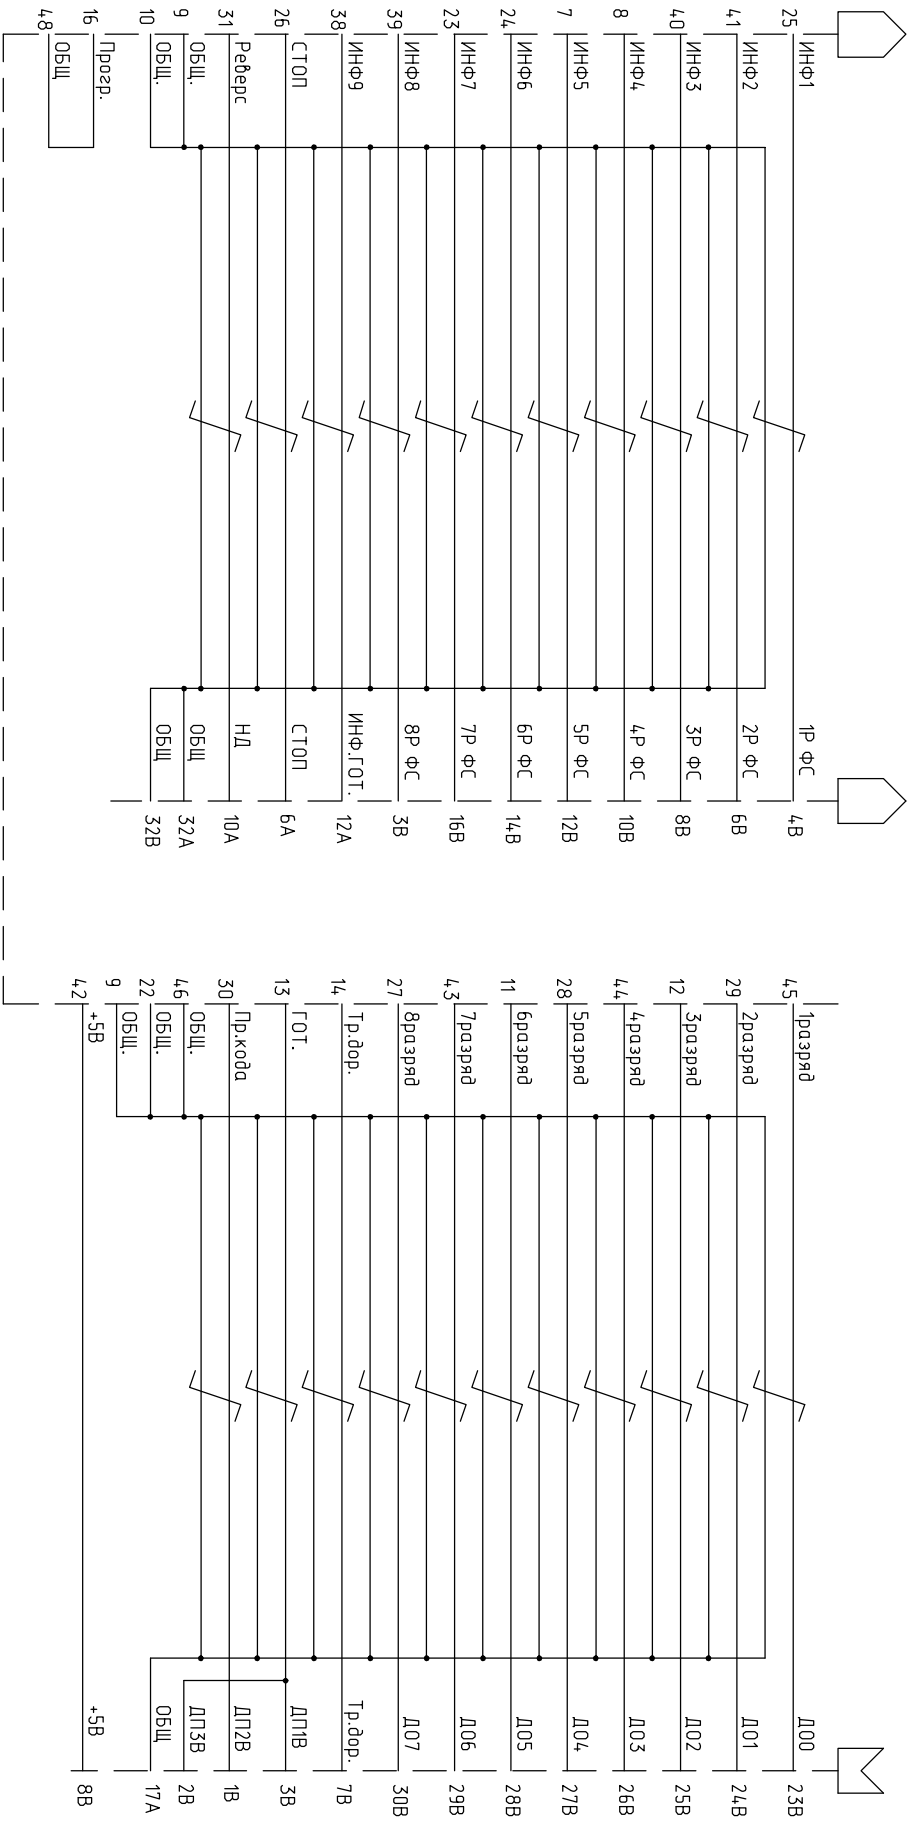 25 ИНФ1 1Р ФС 4В
41 ИНФ2 2Р ФС 6В
40 ИНФ3 3Р ФС 8В
8 ИНФ4 4Р ФС 10В
7 ИНФ5 5Р ФС 12В
24 ИНФ6 6Р ФС 14В
23 ИНФ7 7Р ФС 16В
39 ИНФ8 8Р ФС 3В
38 ИНФ9 ИНФ.ГОТ. 12А
26 СТОП СТОП 6А
31 Реверс НД 10А
9 ОБЩ. ОБЩ 32А
10 ОБЩ. ОБЩ 32В
16 Прогр.
48 ОБЩ
45 1разряд Д00 23В
29 2разряд Д01 24В
12 3разряд Д02 25В
44 4разряд Д03 26В
28 5разряд Д04 27В
11 6разряд Д05 28В
43 7разряд Д06 29В
27 8разряд Д07 30В
14 Тр.дор. Тр.дор. 7В
13 ГОТ. ДП1В 3В
30 Пр.кода ДП2В 1В
46 ОБЩ. ДП3В 2В
22 ОБЩ. ОБЩ 17А
9 ОБЩ.
42 +5В +5В 8В